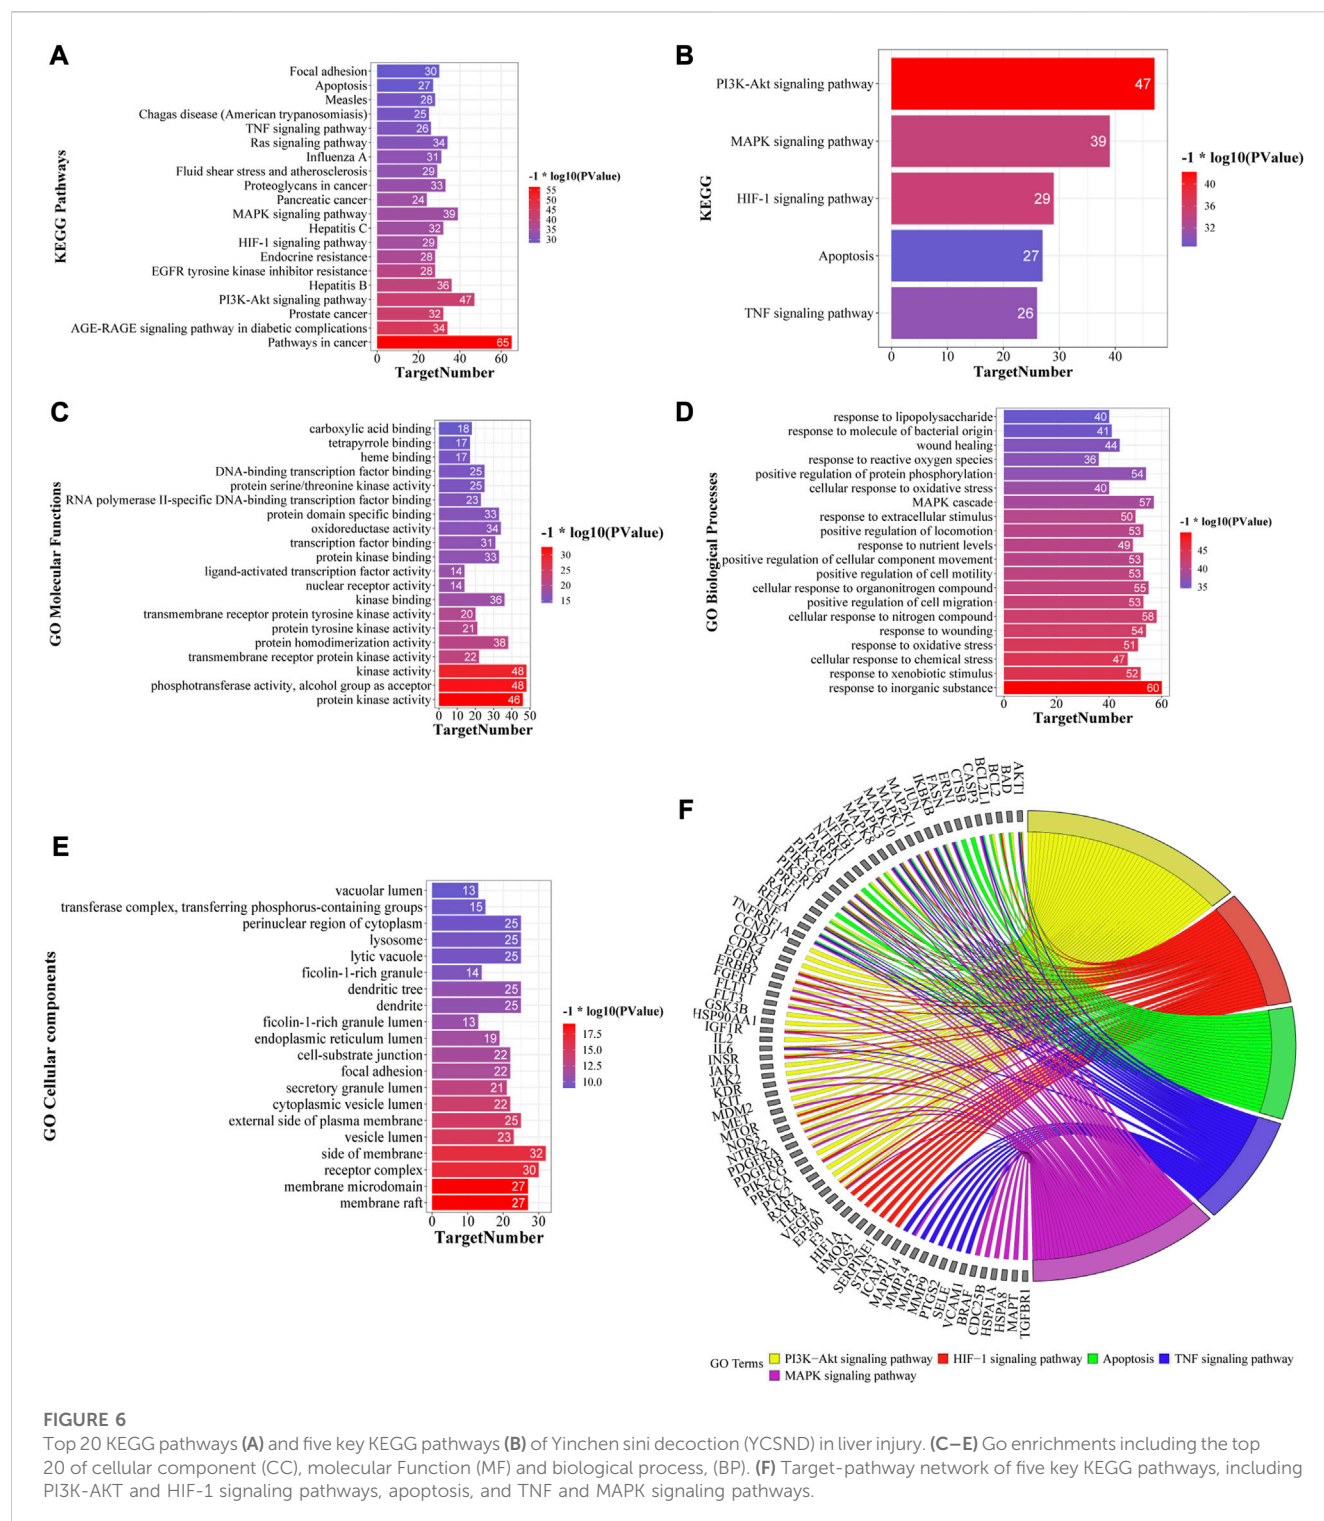 A
KEGG Pathways
Focal adhesion 30
Apoptosis 27
Measles 28
Chagas disease (American trypanosomiasis) 25
TNF signaling pathway 26
Ras signaling pathway 34
Influenza A 31
Fluid shear stress and atherosclerosis 29
Proteoglycans in cancer 33
Pancreatic cancer 24
MAPK signaling pathway 39
Hepatitis C 32
HIF-1 signaling pathway 29
Endocrine resistance 28
EGFR tyrosine kinase inhibitor resistance 28
Hepatitis B 36
PI3K-Akt signaling pathway 47
Prostate cancer 32
AGE-RAGE signaling pathway in diabetic complications 34
Pathways in cancer 65
0 20 40 60
TargetNumber
-1 * log10(PValue)
55
50
45
40
35
30
B
KEGG
PI3K-Akt signaling pathway 47
MAPK signaling pathway 39
HIF-1 signaling pathway 29
Apoptosis 27
TNF signaling pathway 26
0 10 20 30 40
TargetNumber
-1 * log10(PValue)
40
36
32
C
GO Molecular Functions
carboxylic acid binding 18
tetrapyrrole binding 17
heme binding 17
DNA-binding transcription factor binding 25
protein serine/threonine kinase activity 25
RNA polymerase II-specific DNA-binding transcription factor binding 23
protein domain specific binding 33
oxidoreductase activity 34
transcription factor binding 31
protein kinase binding 33
ligand-activated transcription factor activity 14
nuclear receptor activity 14
kinase binding 36
transmembrane receptor protein tyrosine kinase activity 20
protein tyrosine kinase activity 21
protein homodimerization activity 38
transmembrane receptor protein kinase activity 22
kinase activity 48
phosphotransferase activity, alcohol group as acceptor 48
protein kinase activity 46
0 10 20 30 40 50
TargetNumber
-1 * log10(PValue)
30
25
20
15
D
GO Biological Processes
response to lipopolysaccharide 40
response to molecule of bacterial origin 41
wound healing 44
response to reactive oxygen species 36
positive regulation of protein phosphorylation 54
cellular response to oxidative stress 40
MAPK cascade 57
response to extracellular stimulus 50
positive regulation of locomotion 53
response to nutrient levels 49
positive regulation of cellular component movement 53
positive regulation of cell motility 53
cellular response to organonitrogen compound 55
positive regulation of cell migration 53
cellular response to nitrogen compound 58
response to wounding 54
response to oxidative stress 51
cellular response to chemical stress 47
response to xenobiotic stimulus 52
response to inorganic substance 60
0 20 40 60
TargetNumber
-1 * log10(PValue)
45
40
35
E
GO Cellular components
vacuolar lumen 13
transferase complex, transferring phosphorus-containing groups 15
perinuclear region of cytoplasm 25
lysosome 25
lytic vacuole 25
ficolin-1-rich granule 14
dendritic tree 25
dendrite 25
ficolin-1-rich granule lumen 13
endoplasmic reticulum lumen 19
cell-substrate junction 22
focal adhesion 22
secretory granule lumen 21
cytoplasmic vesicle lumen 22
external side of plasma membrane 25
vesicle lumen 23
side of membrane 32
receptor complex 30
membrane microdomain 27
membrane raft 27
0 10 20 30
TargetNumber
-1 * log10(PValue)
17.5
15.0
12.5
10.0
F
AKT1
BAD
BCL2
BCL2L1
CASP3
CTSB
ERN1
FASN
IKBKB
JUN
MAP2K1
MAPK1
MAPK10
MAPK3
MAPK8
MCL1
NFKB1
NTRK1
PARP1
PIK3CA
PIK3CB
PIK3R1
PRF1
RAF1
RELA
TNF
TNFRSF1A
CCND1
CDK2
CDK4
EGFR
ERBB2
FGFR1
FLT1
FLT3
GSK3B
HSP90AA1
IGF1R
IL2
IL6
INSR
JAK1
JAK2
KDR
KIT
MDM2
MET
MTOR
NOS3
NTRK2
PDGFRA
PDGFRB
PIK3CG
PRKCA
PTK2
RXRA
TLR4
VEGFA
EP300
F3
HIF1A
HMOX1
NOS2
SERPINE1
STAT3
ICAM1
MAPK14
MMP14
MMP3
MMP9
PTGS2
SELE
VCAM1
BRAF
CDC25B
HSPA1A
HSPA8
MAPT
TGFBR1
GO Terms PI3K−Akt signaling pathway HIF−1 signaling pathway Apoptosis TNF signaling pathway
MAPK signaling pathway
FIGURE 6
Top 20 KEGG pathways (A) and five key KEGG pathways (B) of Yinchen sini decoction (YCSND) in liver injury. (C–E) Go enrichments including the top
20 of cellular component (CC), molecular Function (MF) and biological process, (BP). (F) Target-pathway network of five key KEGG pathways, including
PI3K-AKT and HIF-1 signaling pathways, apoptosis, and TNF and MAPK signaling pathways.